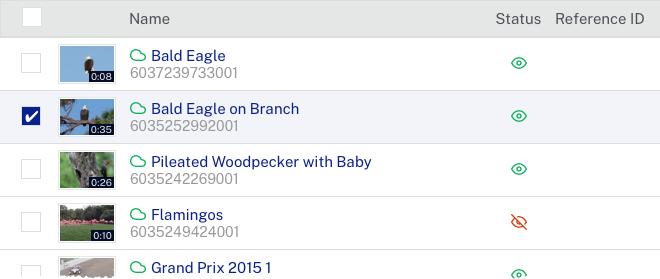 Name Status Reference ID
Bald Eagle
0:08
6037239733001
Bald Eagle on Branch
0:35
6035252992001
Pileated Woodpecker with Baby
0:26
6035242269001
Flamingos
0:10
6035249424001
Grand Prix 2015 1